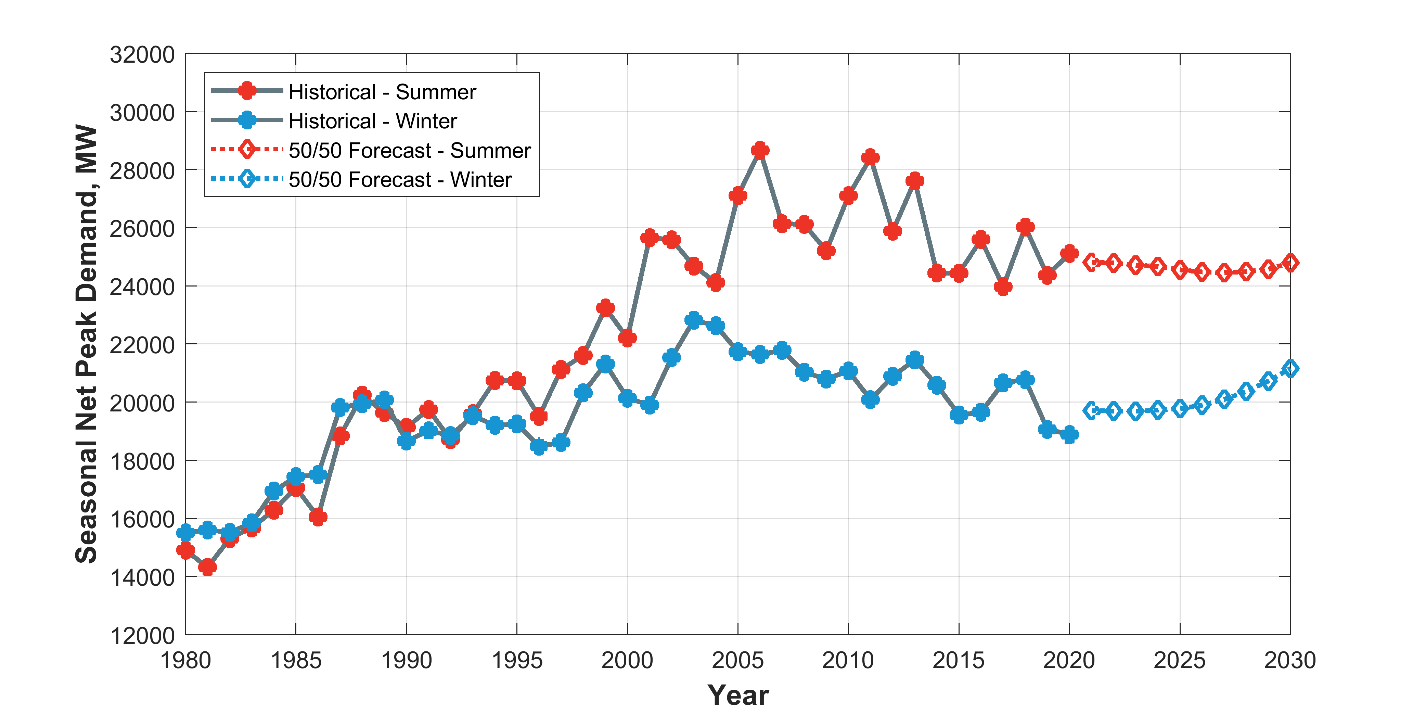 32000
30000
28000
26000
24000
22000
20000
18000
16000
14000
12000
Seasonal Net Peak Demand, MW
Historical - Summer
Historical - Winter
50/50 Forecast - Summer
50/50 Forecast - Winter
1980 1985 1990 1995 2000 2005 2010 2015 2020 2025 2030
Year